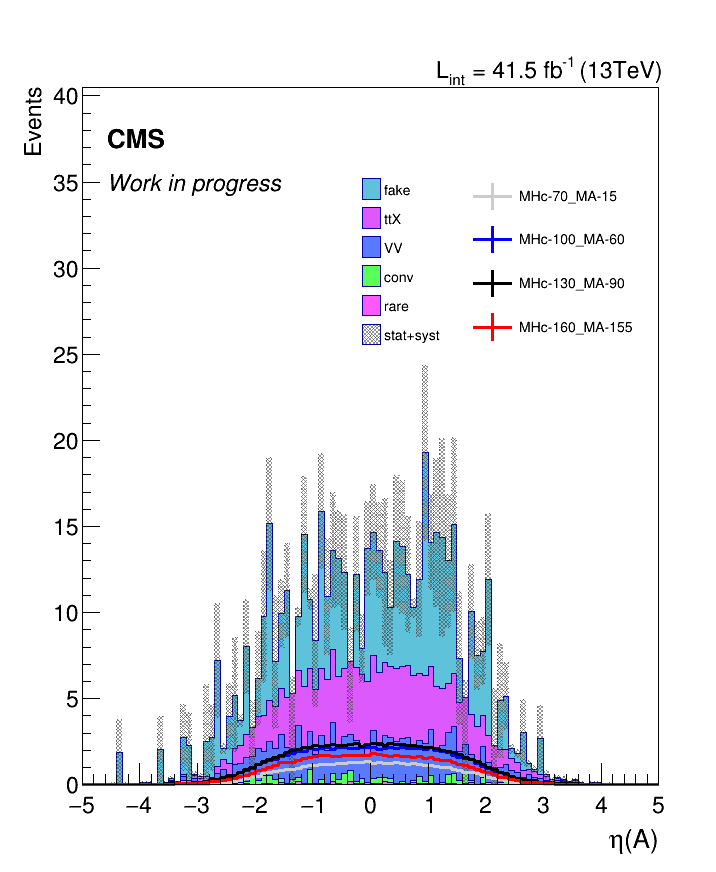 L_int = 41.5 fb^-1 (13TeV)
Events
CMS
Work in progress
fake
ttX
VV
conv
rare
stat+syst
MHc-70_MA-15
MHc-100_MA-60
MHc-130_MA-90
MHc-160_MA-155
40
35
30
25
20
15
10
5
0
−5 −4 −3 −2 −1 0 1 2 3 4 5
η(A)